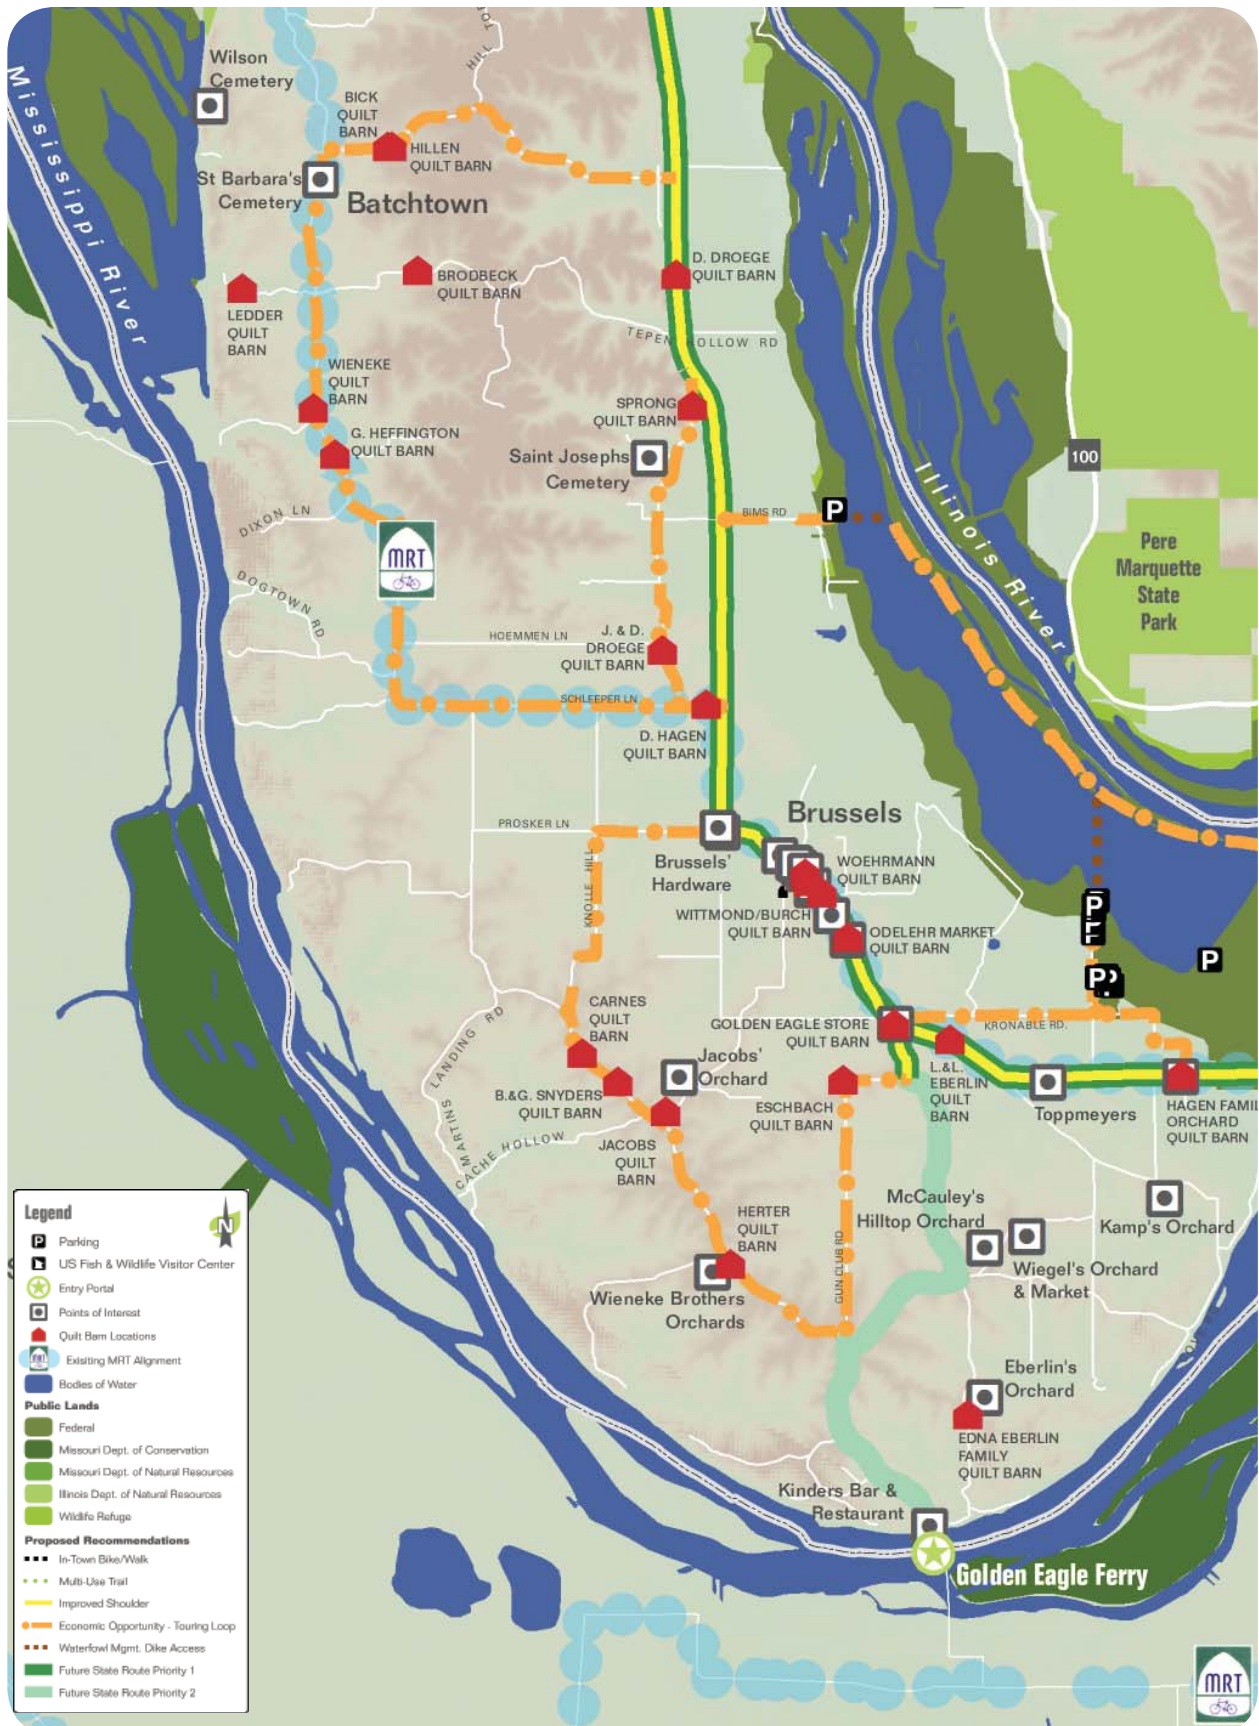 Wilson
Cemetery
Mississippi River
BICK
QUILT
BARN
HILLEN
QUILT BARN
St Barbara's
Cemetery
Batchtown
D. DROEGE
QUILT BARN
BRODBECK
QUILT BARN
LEDDER
QUILT
BARN
TEPEN HOLLOW RD
WIENEKE
QUILT
BARN
SPRONG
QUILT BARN
G. HEFFINGTON
QUILT BARN
Saint Josephs
Cemetery
100
Illinois River
DIXON LN
BIMS RD
P
Pere
Marquette
State
Park
MRT
DOGTOWN RD
HOEMMEN LN
J. & D.
DROEGE
QUILT BARN
SCHLEEPER LN
D. HAGEN
QUILT BARN
PROSKER LN
Brussels
Brussels'
Hardware
KNOLLE HILL
WOEHRMANN
QUILT BARN
WITTMOND/BURCH
QUILT BARN
ODELEHR MARKET
QUILT BARN
P
P
P
CARNES
QUILT
BARN
GOLDEN EAGLE STORE
QUILT BARN
KRONABLE RD.
MARTINS LANDING RD
Jacobs'
Orchard
B.&G. SNYDERS
QUILT BARN
L.&L.
EBERLIN
QUILT
BARN
ESCHBACH
QUILT BARN
Toppmeyers
HAGEN FAMIL
ORCHARD
QUILT BARN
CACHE HOLLOW
JACOBS
QUILT
BARN
McCauley's
Hilltop Orchard
Kamp's Orchard
HERTER
QUILT
BARN
GUN CLUB RD
Wiegel's Orchard
& Market
Wieneke Brothers
Orchards
Eberlin's
Orchard
EDNA EBERLIN
FAMILY
QUILT BARN
Kinders Bar &
Restaurant
Golden Eagle Ferry
MRT
Legend
N
P Parking
US Fish & Wildlife Visitor Center
Entry Portal
Points of Interest
Quilt Barn Locations
MRT Exisiting MRT Alignment
Bodies of Water
Public Lands
Federal
Missouri Dept. of Conservation
Missouri Dept. of Natural Resources
Illinois Dept. of Natural Resources
Wildlife Refuge
Proposed Recommendations
In-Town Bike/Walk
Multi-Use Trail
Improved Shoulder
Economic Opportunity - Touring Loop
Waterfowl Mgmt. Dike Access
Future State Route Priority 1
Future State Route Priority 2